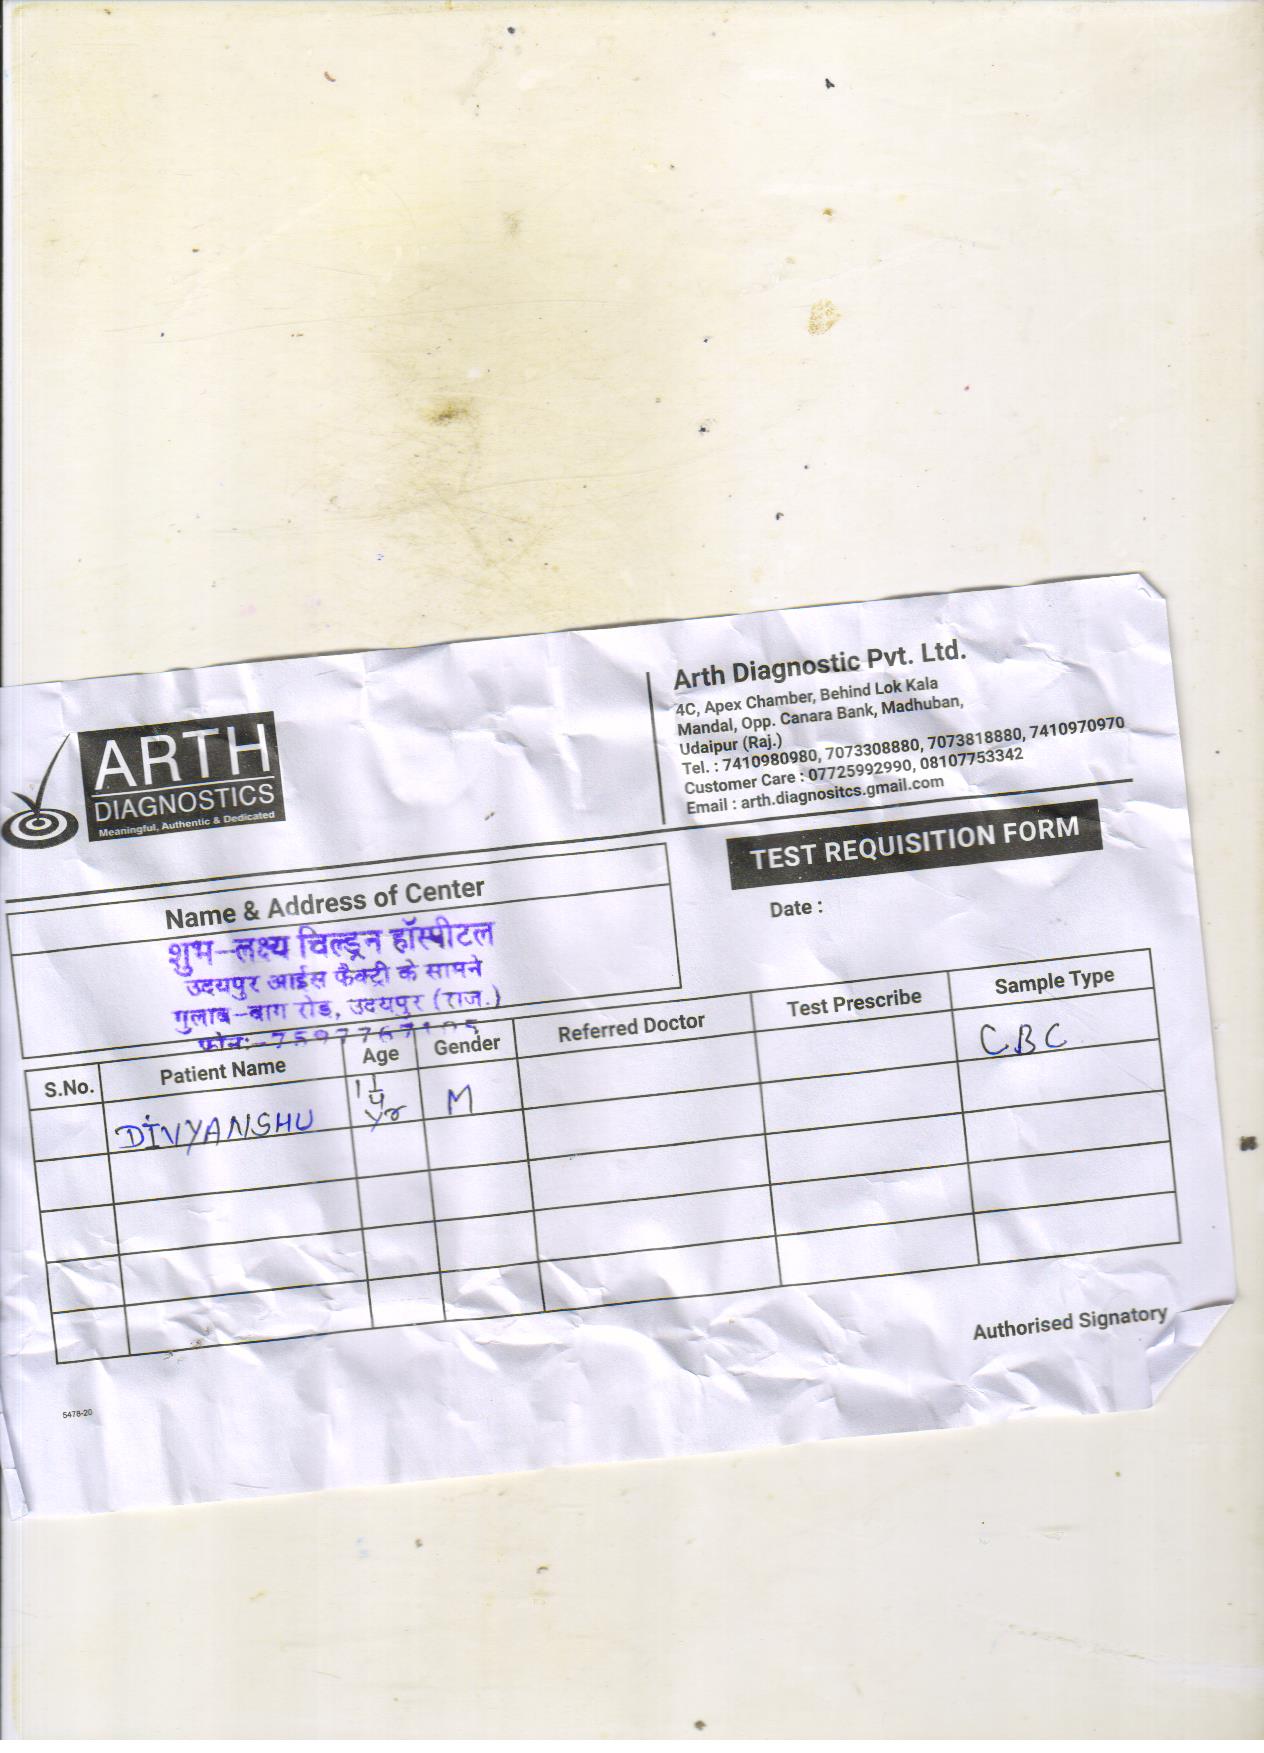 ARTH
DIAGNOSTICS
Meaningful, Authentic & Dedicated
Arth Diagnostic Pvt. Ltd.
4C, Apex Chamber, Behind Lok Kala
Mandal, Opp. Canara Bank, Madhuban,
Udaipur (Raj.)
Tel. : 7410980980, 7073308880, 7073818880, 7410970970
Customer Care : 07725992990, 08107753342
Email : arth.diagnositcs.gmail.com
TEST REQUISITION FORM
Date :
Name & Address of Center
शुभ-लक्ष्य चिल्ड्रन हॉस्पीटल
उदयपुर आईस फैक्ट्री के सामने
गुलाब-बाग रोड, उदयपुर (राज.)
फोनः-
S.No. Patient Name Age Gender Referred Doctor Test Prescribe Sample Type
DIVYANSHU 1 1/4 Yr M CBC
Authorised Signatory
5478-20